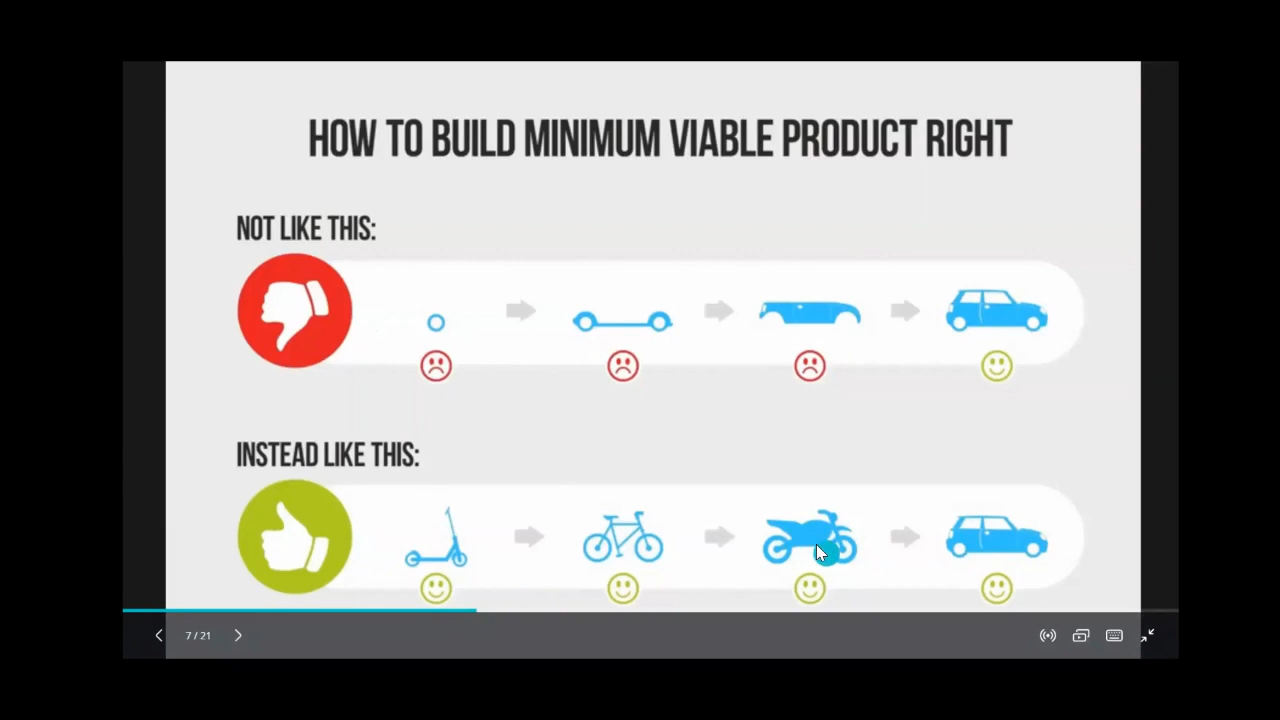 HOW TO BUILD MINIMUM VIABLE PRODUCT RIGHT
NOT LIKE THIS:
INSTEAD LIKE THIS:
7 / 21